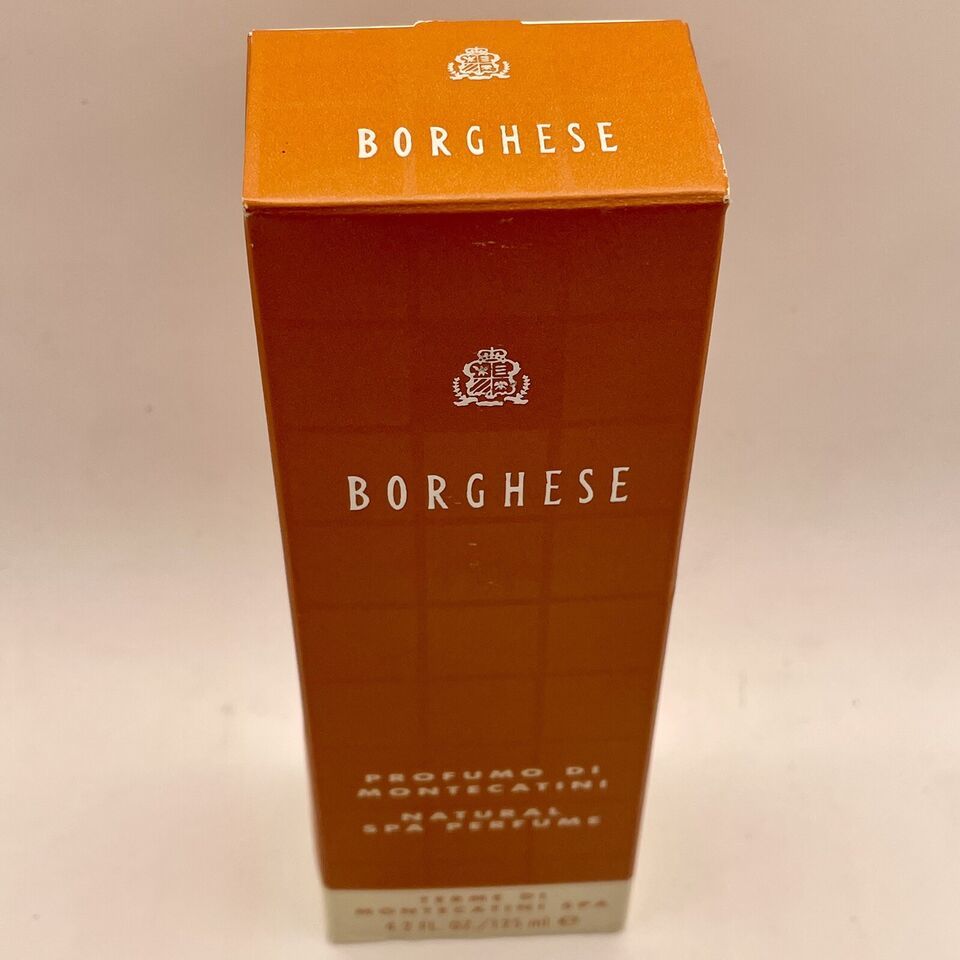 BORGHESE
BORGHESE
PROFUMO DI
MONTECATINI
NATURAL
SPA PERFUME
TERME DI
MONTECATINI SPA
4.2 FL. OZ./125 ml ℮